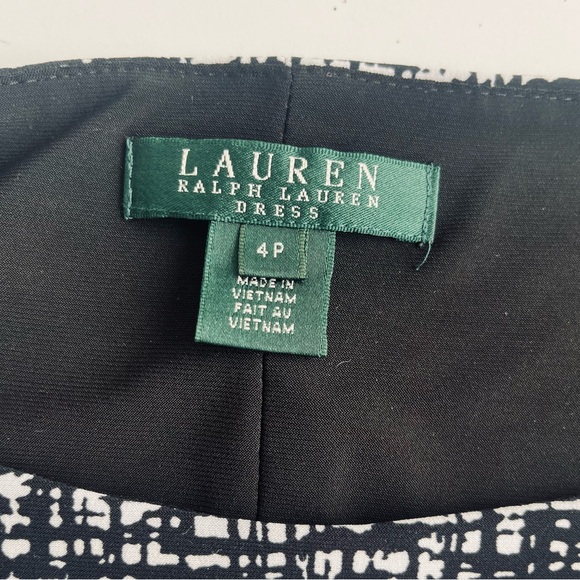 LAUREN
RALPH LAUREN
DRESS
4P
MADE IN
VIETNAM
FAIT AU
VIETNAM